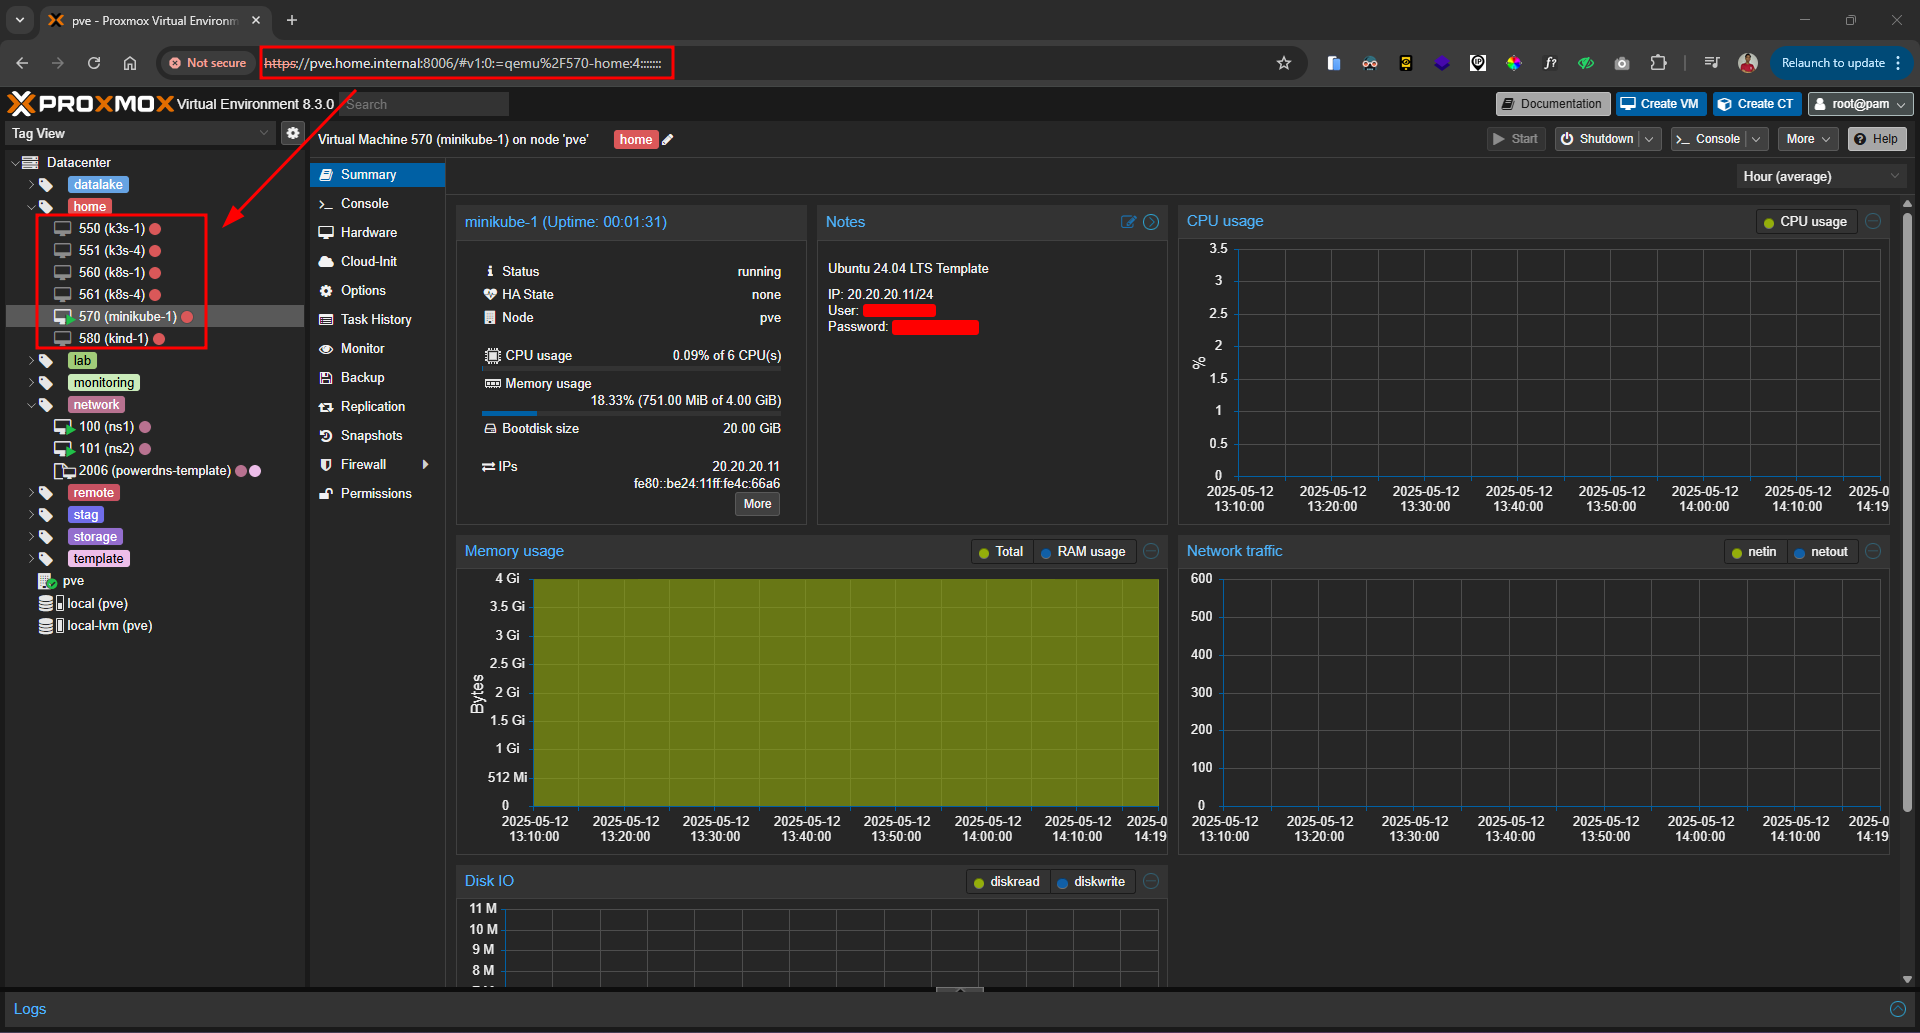 pve - Proxmox Virtual Environm
Not secure
https://pve.home.internal:8006/#v1:0:=qemu%2F570-home:4:::::::
Relaunch to update
PROXMOX Virtual Environment 8.3.0
Search
Documentation
Create VM
Create CT
root@pam
Tag View
Virtual Machine 570 (minikube-1) on node 'pve'
home
Start
Shutdown
Console
More
Help
Datacenter
datalake
home
550 (k3s-1)
551 (k3s-4)
560 (k8s-1)
561 (k8s-4)
570 (minikube-1)
580 (kind-1)
lab
monitoring
network
100 (ns1)
101 (ns2)
2006 (powerdns-template)
remote
stag
storage
template
pve
local (pve)
local-lvm (pve)
Summary
Console
Hardware
Cloud-Init
Options
Task History
Monitor
Backup
Replication
Snapshots
Firewall
Permissions
Hour (average)
minikube-1 (Uptime: 00:01:31)
Status running
HA State none
Node pve
CPU usage 0.09% of 6 CPU(s)
Memory usage
18.33% (751.00 MiB of 4.00 GiB)
Bootdisk size 20.00 GiB
IPs 20.20.20.11
fe80::be24:11ff:fe4c:66a6
More
Notes
Ubuntu 24.04 LTS Template
IP: 20.20.20.11/24
User:
Password:
CPU usage
CPU usage
3.5
3
2.5
2
%
1.5
1
0.5
0
2025-05-12 2025-05-12 2025-05-12 2025-05-12 2025-05-12 2025-05-12 2025-05-12 2025-0
13:10:00 13:20:00 13:30:00 13:40:00 13:50:00 14:00:00 14:10:00 14:19
Memory usage
Total RAM usage
4 Gi
3.5 Gi
3 Gi
2.5 Gi
Bytes
2 Gi
1.5 Gi
1 Gi
512 Mi
0
2025-05-12 2025-05-12 2025-05-12 2025-05-12 2025-05-12 2025-05-12 2025-05-12 2025-0
13:10:00 13:20:00 13:30:00 13:40:00 13:50:00 14:00:00 14:10:00 14:19
Network traffic
netin netout
600
500
400
300
200
100
0
2025-05-12 2025-05-12 2025-05-12 2025-05-12 2025-05-12 2025-05-12 2025-05-12 2025-0
13:10:00 13:20:00 13:30:00 13:40:00 13:50:00 14:00:00 14:10:00 14:19
Disk IO
diskread diskwrite
11 M
10 M
9 M
8 M
Logs